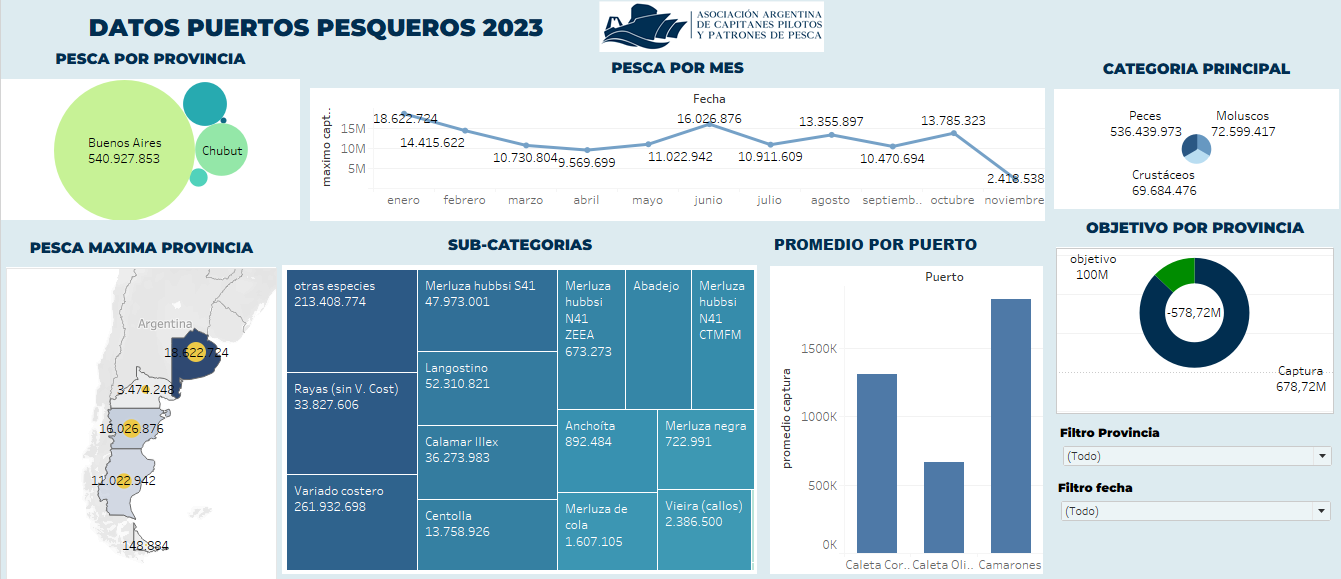 DATOS PUERTOS PESQUEROS 2023
ASOCIACIÓN ARGENTINA
DE CAPITANES PILOTOS
Y PATRONES DE PESCA
PESCA POR PROVINCIA
Buenos Aires
540.927.853
Chubut
PESCA POR MES
Fecha
maximo capt..
15M
10M
5M
18.622.724
14.415.622
10.730.804
9.569.699
11.022.942
16.026.876
10.911.609
13.355.897
10.470.694
13.785.323
2.418.538
enero
febrero
marzo
abril
mayo
junio
julio
agosto
septiemb..
octubre
noviembre
CATEGORIA PRINCIPAL
Peces
536.439.973
Moluscos
72.599.417
Crustáceos
69.684.476
PESCA MAXIMA PROVINCIA
Argentina
18.622.724
3.474.248
16.026.876
11.022.942
148.884
SUB-CATEGORIAS
otras especies
213.408.774
Rayas (sin V. Cost)
33.827.606
Variado costero
261.932.698
Merluza hubbsi S41
47.973.001
Langostino
52.310.821
Calamar Illex
36.273.983
Centolla
13.758.926
Merluza
hubbsi
N41
ZEEA
673.273
Abadejo
Merluza
hubbsi
N41
CTMFM
Anchoíta
892.484
Merluza negra
722.991
Merluza de
cola
1.607.105
Vieira (callos)
2.386.500
PROMEDIO POR PUERTO
Puerto
promedio captura
1500K
1000K
500K
0K
Caleta Cor..
Caleta Oli..
Camarones
OBJETIVO POR PROVINCIA
objetivo
100M
-578,72M
Captura
678,72M
Filtro Provincia
(Todo)
Filtro fecha
(Todo)